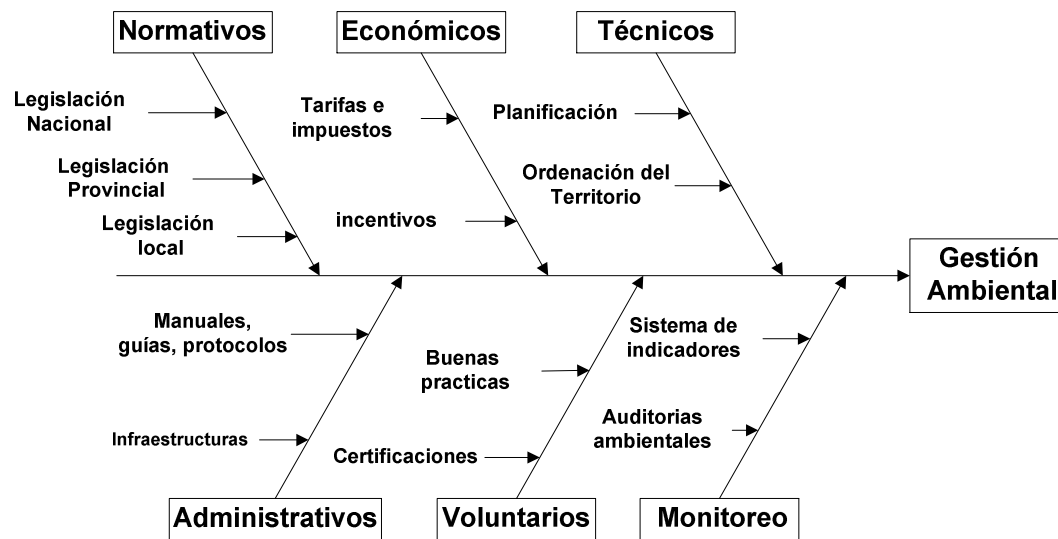 Normativos
Económicos
Técnicos
Legislación
Nacional
Legislación
Provincial
Legislación
local
Tarifas e
impuestos
incentivos
Planificación
Ordenación del
Territorio
Gestión
Ambiental
Manuales,
guías, protocolos
Infraestructuras
Buenas
practicas
Certificaciones
Sistema de
indicadores
Auditorias
ambientales
Administrativos
Voluntarios
Monitoreo